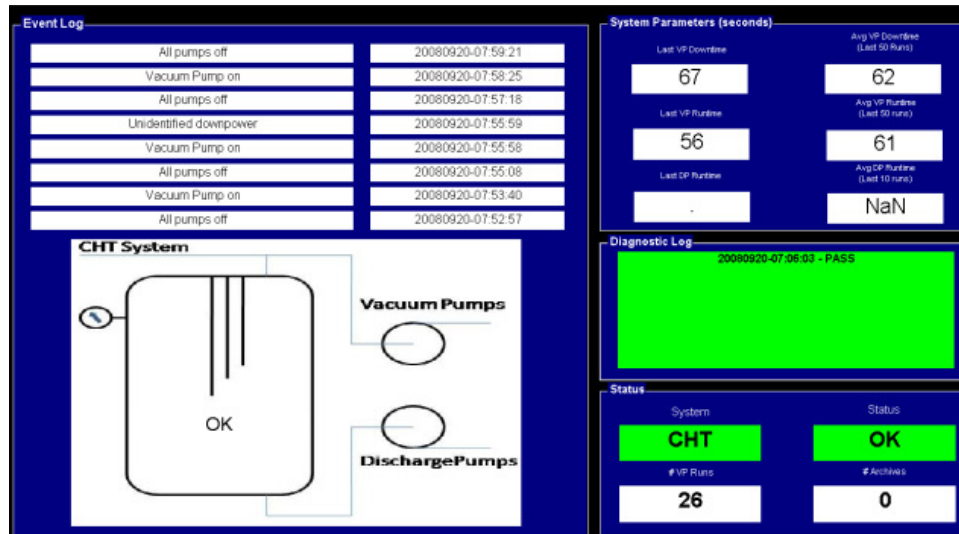 Event Log
All pumps off 20080920-07:59:21
Vacuum Pump on 20080920-07:58:25
All pumps off 20080920-07:57:18
Unidentified downpower 20080920-07:55:59
Vacuum Pump on 20080920-07:55:58
All pumps off 20080920-07:55:08
Vacuum Pump on 20080920-07:53:40
All pumps off 20080920-07:52:57
CHT System
Vacuum Pumps
OK
DischargePumps
System Parameters (seconds)
Last VP Downtime
67
Avg VP Downtime
(Last 50 Runs)
62
Last VP Runtime
56
Avg VP Runtime
(Last 50 runs)
61
Last DP Runtime
.
Avg DP Runtime
(Last 10 runs)
NaN
Diagnostic Log
20080920-07:06:03 - PASS
Status
System
CHT
Status
OK
# VP Runs
26
# Archives
0